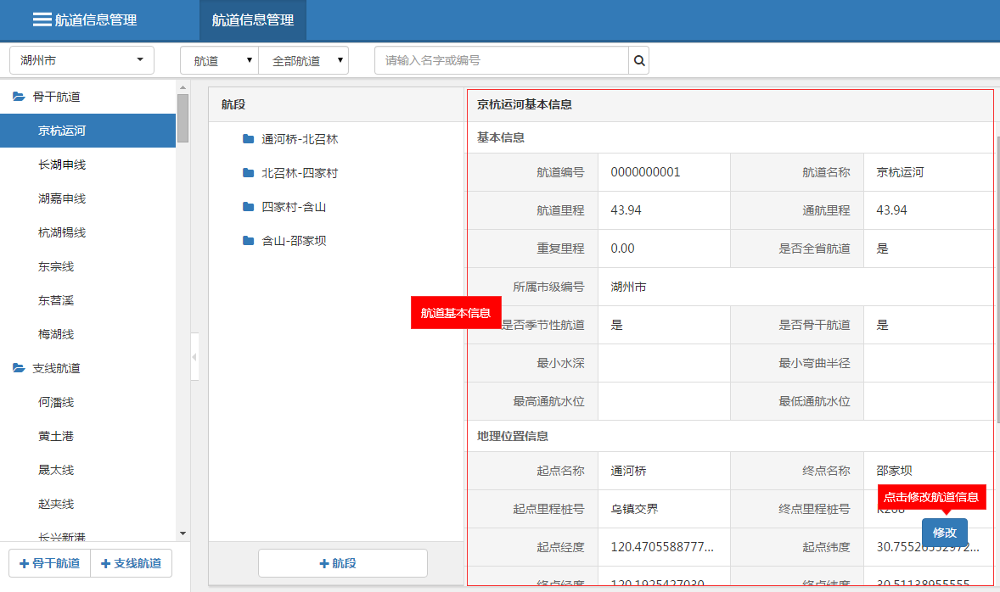 航道信息管理
航道信息管理
湖州市
航道
全部航道
请输入名字或编号
骨干航道
京杭运河
长湖申线
湖嘉申线
杭湖锡线
东宗线
东苕溪
梅湖线
支线航道
何潘线
黄土港
晟太线
赵夹线
长兴新港
骨干航道
支线航道
航段
通河桥-北召林
北召林-四家村
四家村-含山
含山-邵家坝
航段
京杭运河基本信息
基本信息
航道编号 0000000001 航道名称 京杭运河
航道里程 43.94 通航里程 43.94
重复里程 0.00 是否全省航道 是
所属市级编号 湖州市
航道基本信息
是否季节性航道 是 是否骨干航道 是
最小水深 最小弯曲半径
最高通航水位 最低通航水位
地理位置信息
起点名称 通河桥 终点名称 邵家坝
点击修改航道信息
起点里程桩号 乌镇交界 终点里程桩号
修改
起点经度 120.4705588777... 起点纬度
终点经度 120.1925427030 终点纬度 30.51138955555